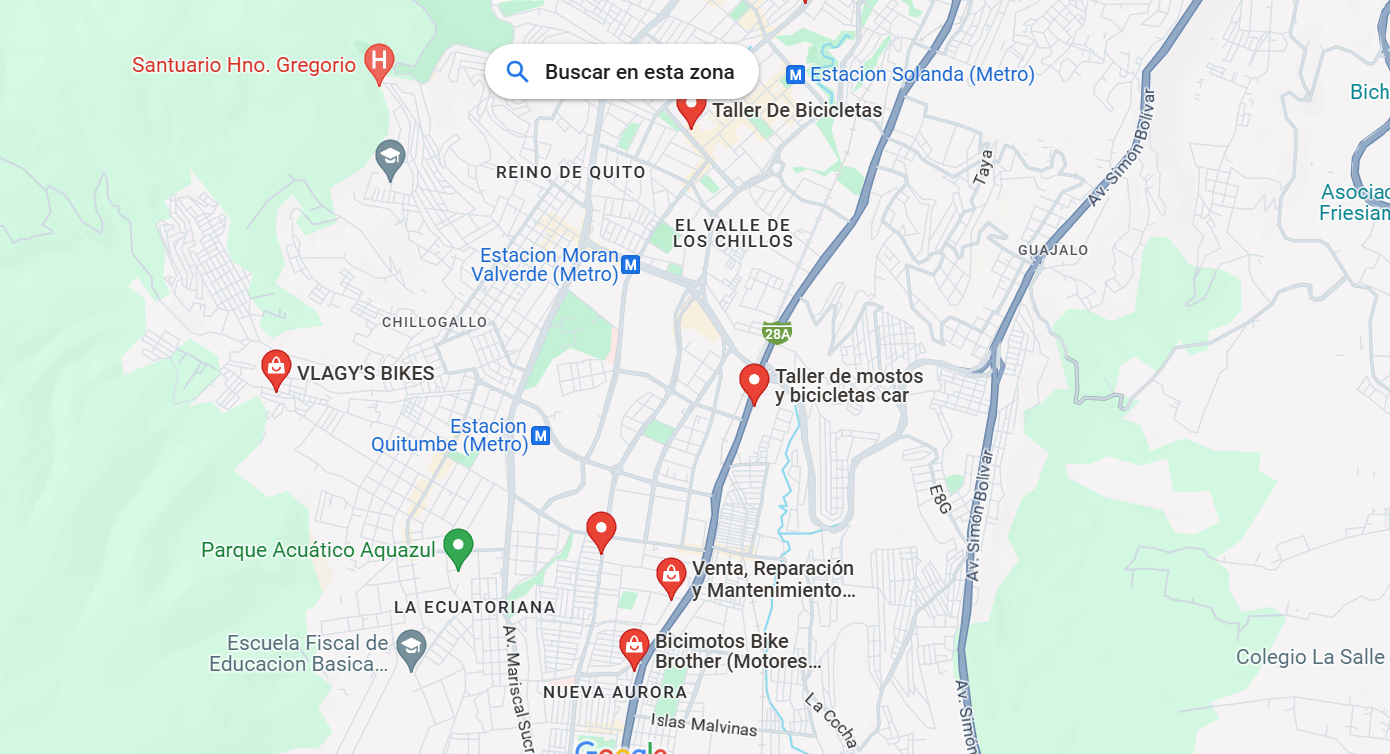 Santuario Hno. Gregorio
H
Buscar en esta zona
M
Estacion Solanda (Metro)
Bich
Taller De Bicicletas
Av. Simón Bolívar
Taya
REINO DE QUITO
Asociac
Friesian
EL VALLE DE
LOS CHILLOS
GUAJALO
Estacion Moran
Valverde (Metro)
M
CHILLOGALLO
28A
VLAGY'S BIKES
Taller de mostos
y bicicletas car
Estacion
Quitumbe (Metro)
M
Av. Simón Bolívar
E8G
Parque Acuático Aquazul
Venta, Reparación
y Mantenimiento...
LA ECUATORIANA
Escuela Fiscal de
Educacion Basica...
Av. Mariscal Sucr
Bicimotos Bike
Brother (Motores...
Colegio La Salle
NUEVA AURORA
Islas Malvinas
La Cocha
Av. Simón
Google